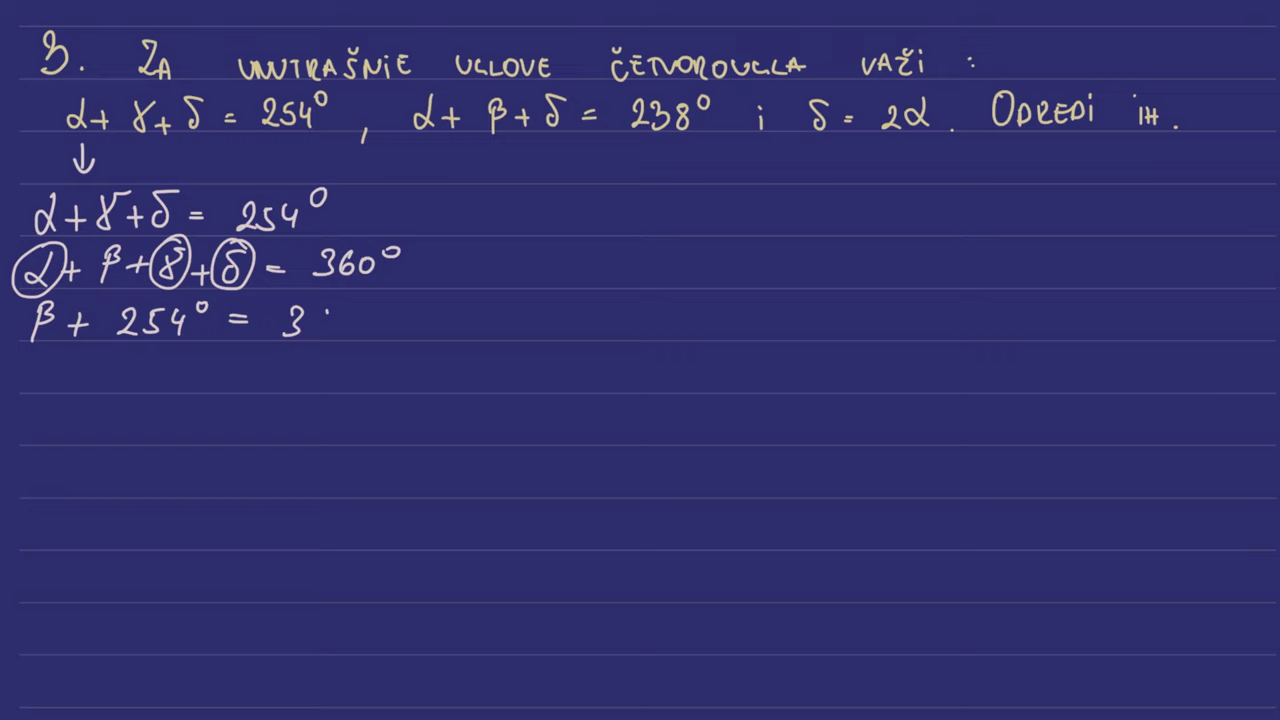 3. ZA UNUTRAŠNJE UGLOVE ČETVOROUGLA VAŽI :
α + γ + δ = 254° , α + β + δ = 238° i δ = 2α . ODREDI IH .
↓
α + γ + δ = 254°
α + β + γ + δ = 360°
β + 254° = 3